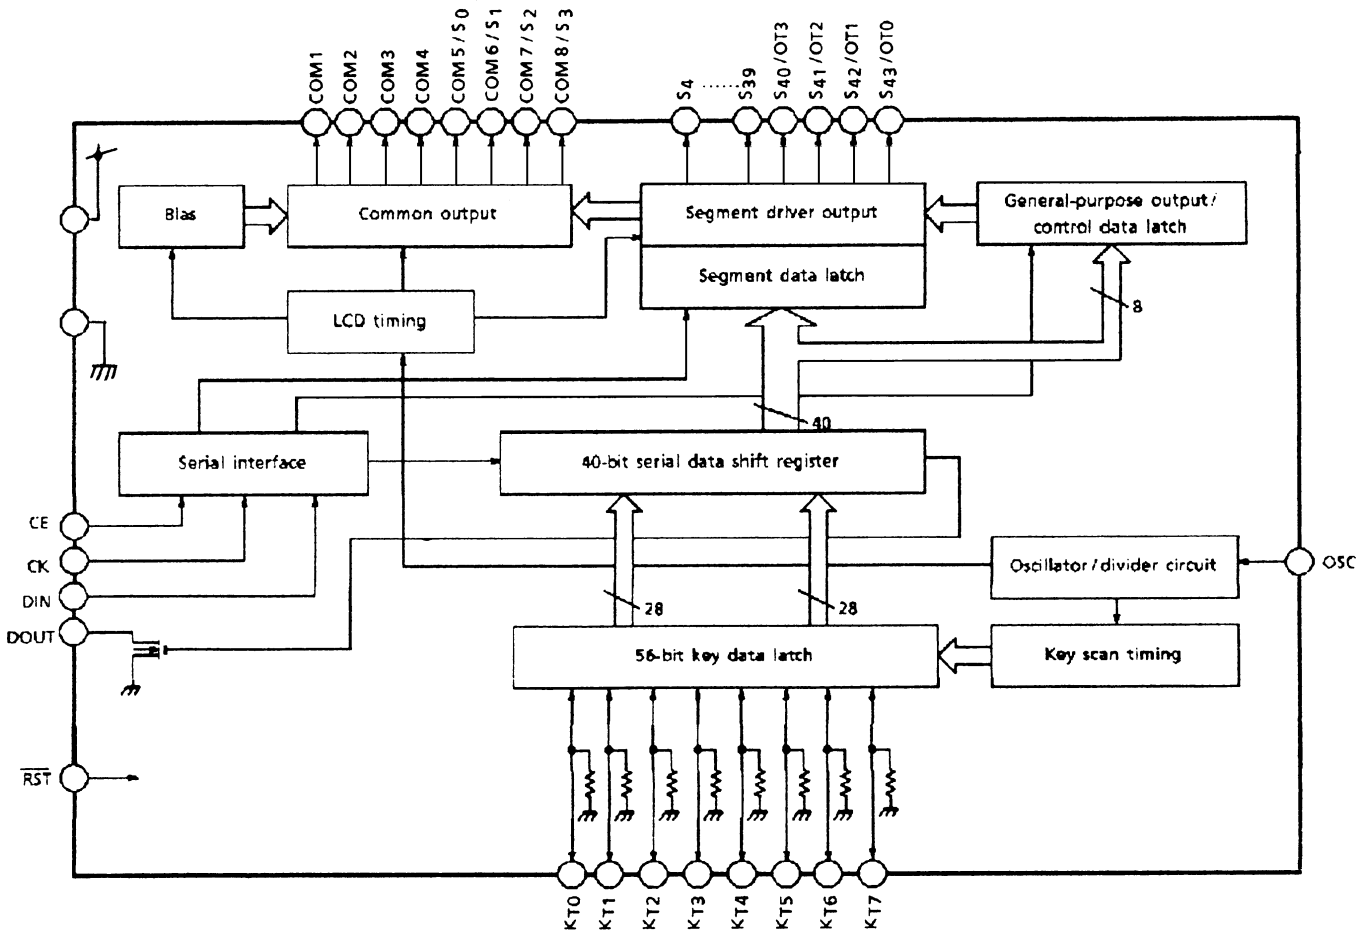 COM1
COM2
COM3
COM4
COM5/S0
COM6/S1
COM7/S2
COM8/S3
S4
......
S39
S40/OT3
S41/OT2
S42/OT1
S43/OT0
Bias
Common output
Segment driver output
General-purpose output/
control data latch
Segment data latch
LCD timing
8
40
Serial interface
40-bit serial data shift register
CE
CK
DIN
DOUT
Oscillator/divider circuit
OSC
28
28
56-bit key data latch
Key scan timing
RST
KT0
KT1
KT2
KT3
KT4
KT5
KT6
KT7